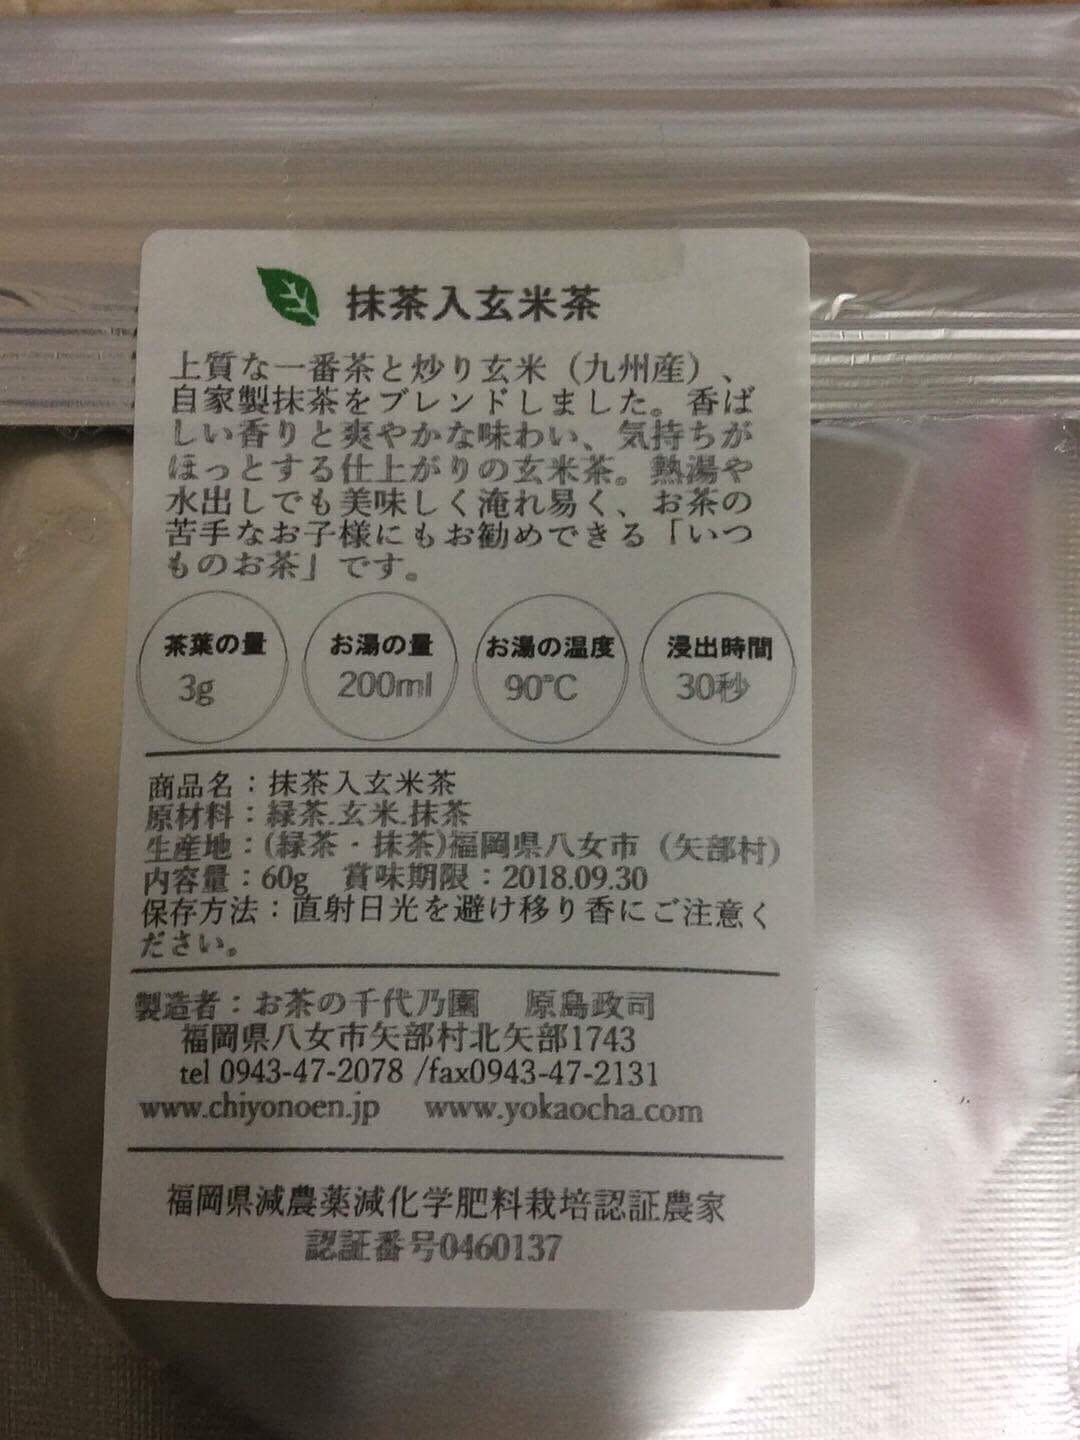 抹茶入玄米茶
上質な一番茶と炒り玄米（九州産）、
自家製抹茶をブレンドしました。香ば
しい香りと爽やかな味わい、気持ちが
ほっとする仕上がりの玄米茶。熱湯や
水出しでも美味しく淹れ易く、お茶の
苦手なお子様にもお勧めできる「いつ
ものお茶」です。
茶葉の量 お湯の量 お湯の温度 浸出時間
3g 200ml 90℃ 30秒
商品名：抹茶入玄米茶
原材料：緑茶.玄米.抹茶
生産地：(緑茶・抹茶)福岡県八女市（矢部村）
内容量：60g 賞味期限：2018.09.30
保存方法：直射日光を避け移り香にご注意く
ださい。
製造者：お茶の千代乃園 原島政司
福岡県八女市矢部村北矢部1743
tel 0943-47-2078 /fax0943-47-2131
www.chiyonoen.jp www.yokaocha.com
福岡県減農薬減化学肥料栽培認証農家
認証番号0460137